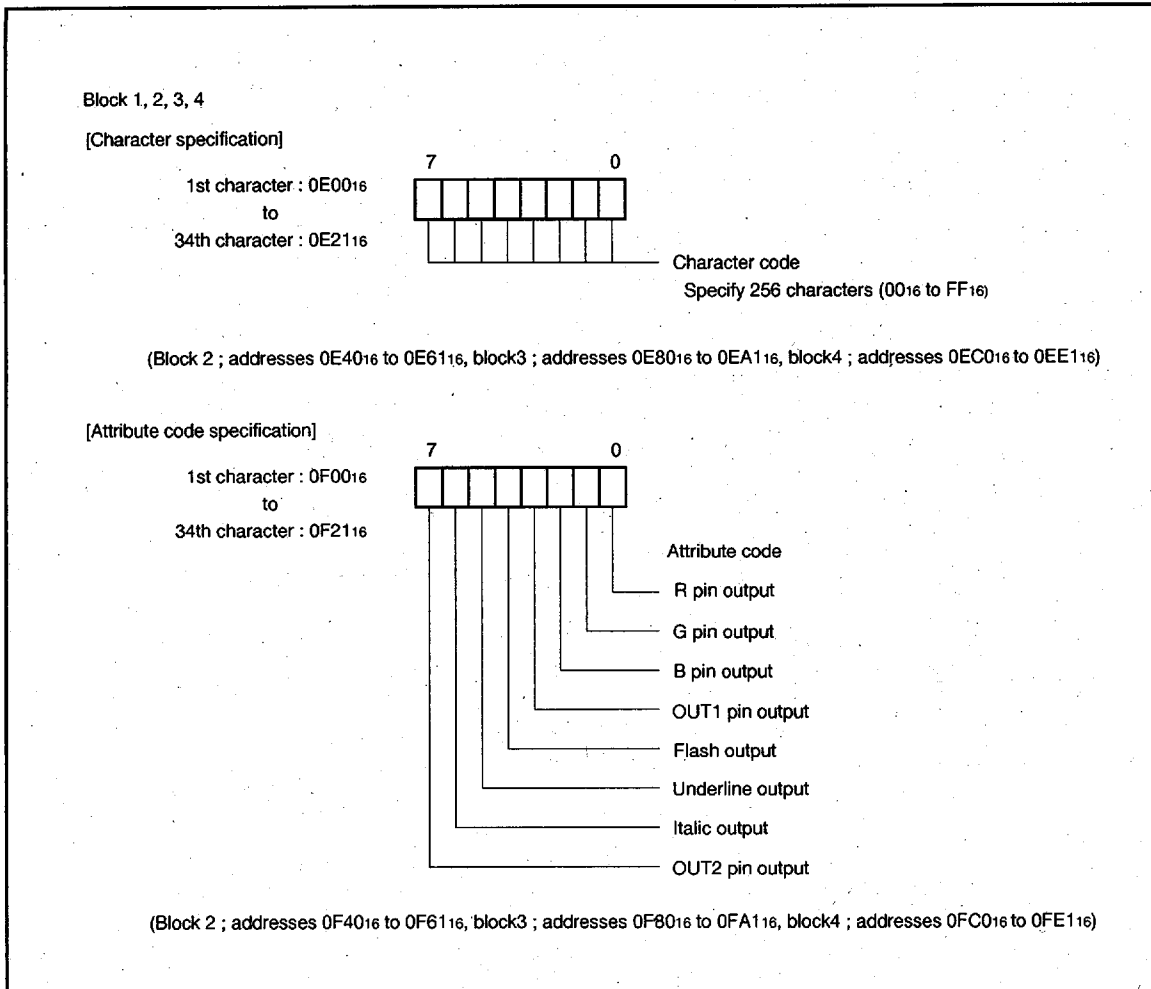 Block 1, 2, 3, 4
[Character specification]
7 0
1st character : 0E00₁₆
to
34th character : 0E21₁₆
Character code
Specify 256 characters (00₁₆ to FF₁₆)
(Block 2 ; addresses 0E40₁₆ to 0E61₁₆, block3 ; addresses 0E80₁₆ to 0EA1₁₆, block4 ; addresses 0EC0₁₆ to 0EE1₁₆)
[Attribute code specification]
7 0
1st character : 0F00₁₆
to
34th character : 0F21₁₆
Attribute code
R pin output
G pin output
B pin output
OUT1 pin output
Flash output
Underline output
Italic output
OUT2 pin output
(Block 2 ; addresses 0F40₁₆ to 0F61₁₆, block3 ; addresses 0F80₁₆ to 0FA1₁₆, block4 ; addresses 0FC0₁₆ to 0FE1₁₆)